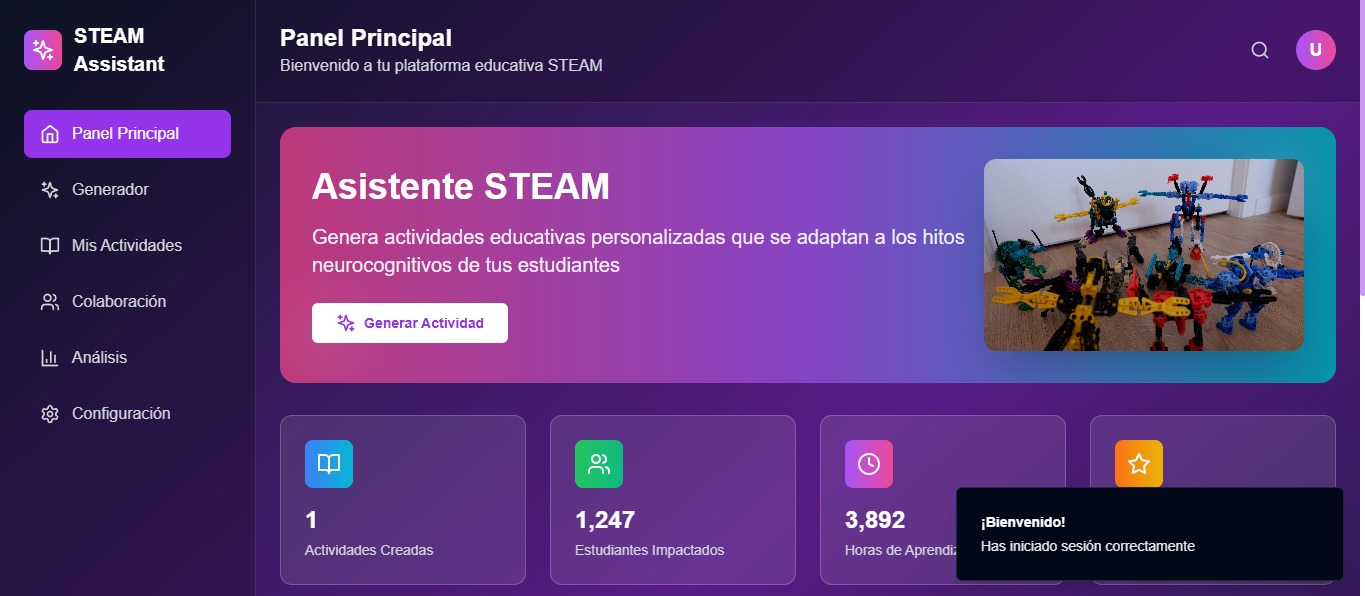 STEAM
Assistant
Panel Principal
Generador
Mis Actividades
Colaboración
Análisis
Configuración
Panel Principal
Bienvenido a tu plataforma educativa STEAM
U
Asistente STEAM
Genera actividades educativas personalizadas que se adaptan a los hitos
neurocognitivos de tus estudiantes
Generar Actividad
1
Actividades Creadas
1,247
Estudiantes Impactados
3,892
Horas de
¡Bienvenido!
Has iniciado sesión correctamente